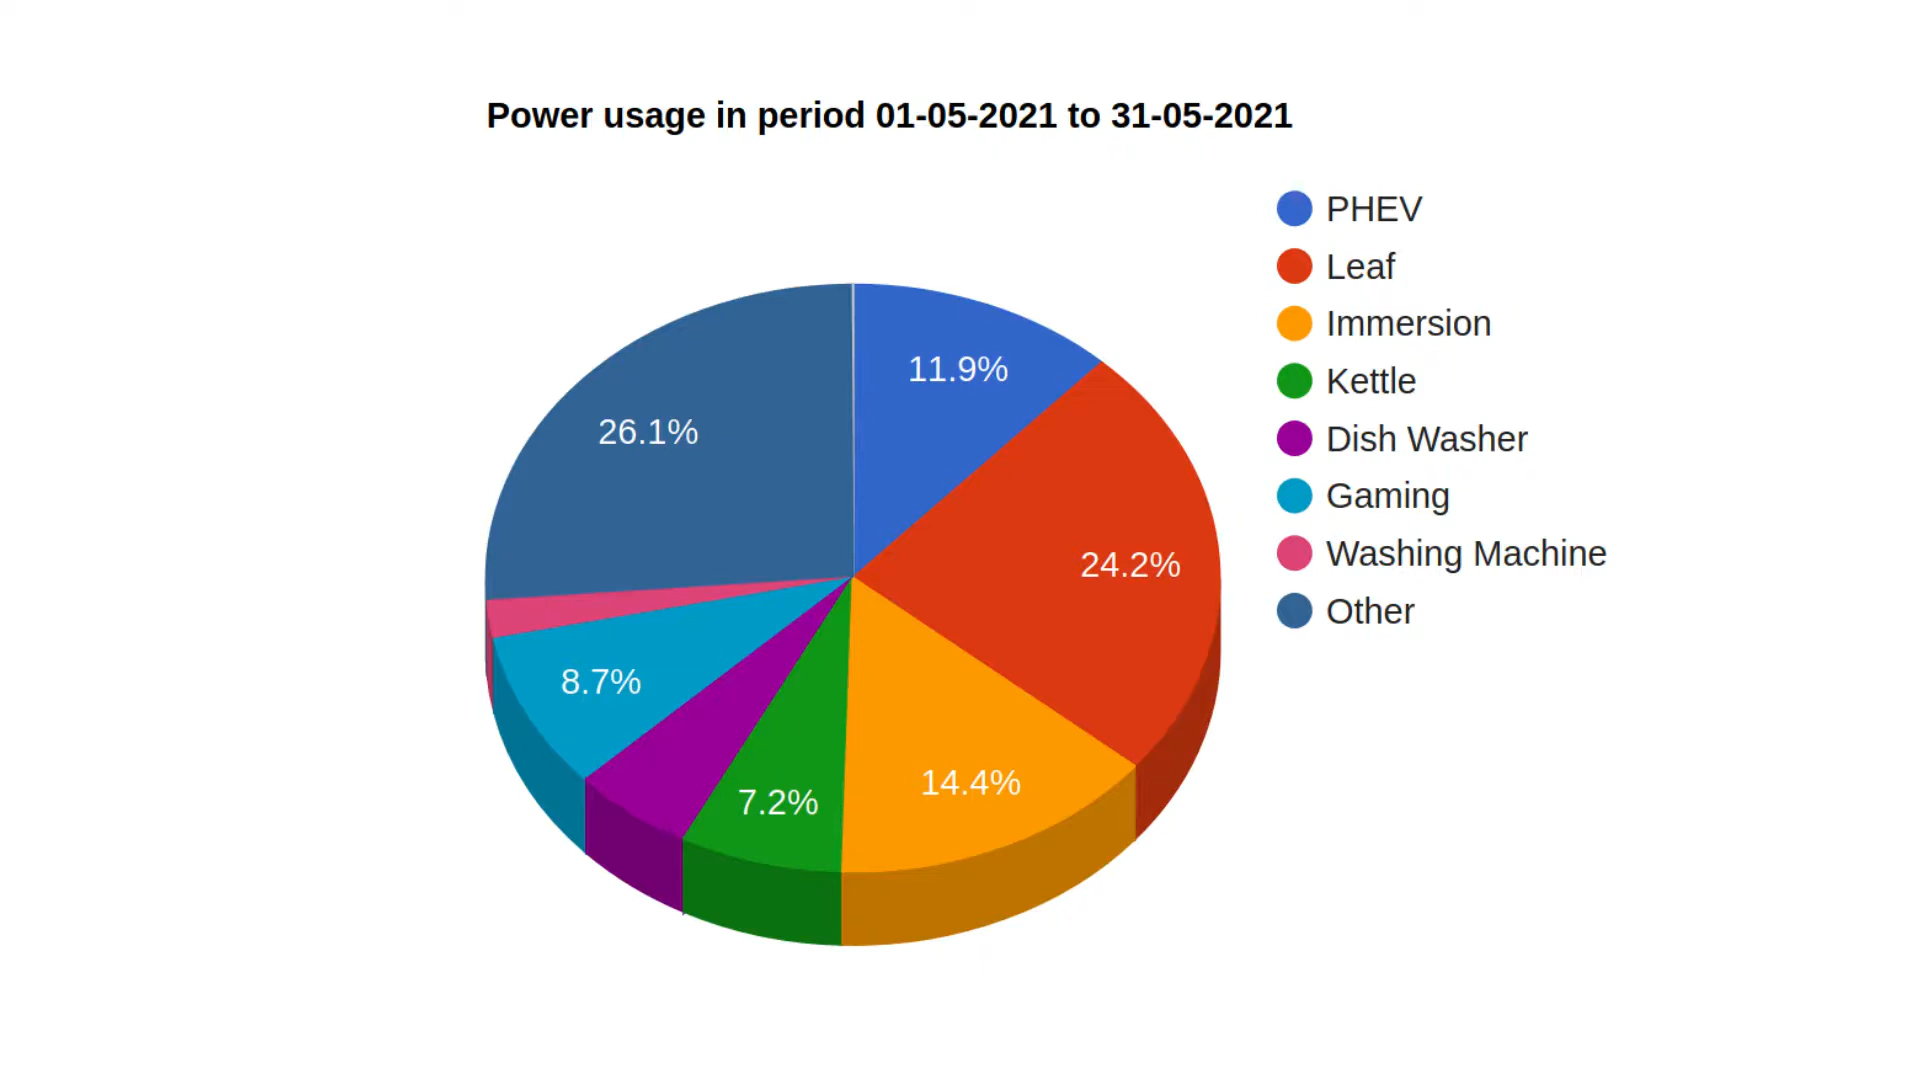 Power usage in period 01-05-2021 to 31-05-2021
PHEV
Leaf
Immersion
Kettle
Dish Washer
Gaming
Washing Machine
Other
11.9%
26.1%
24.2%
8.7%
14.4%
7.2%